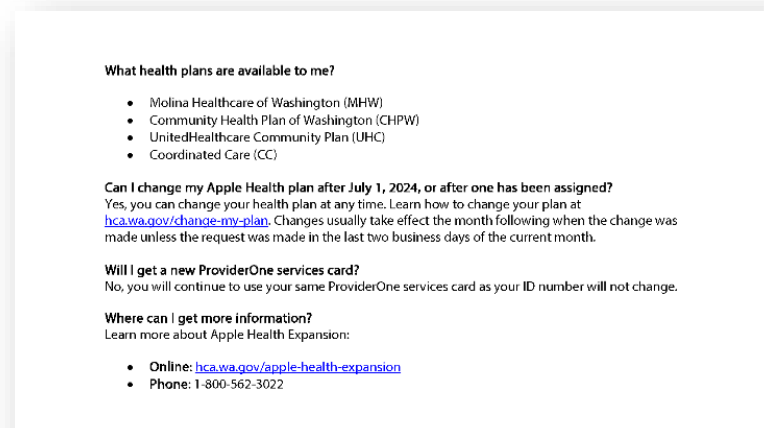 What health plans are available to me?
• Molina Healthcare of Washington (MHW)
• Community Health Plan of Washington (CHPW)
• UnitedHealthcare Community Plan (UHC)
• Coordinated Care (CC)
Can I change my Apple Health plan after July 1, 2024, or after one has been assigned?
Yes, you can change your health plan at any time. Learn how to change your plan at
hca.wa.gov/change-my-plan. Changes usually take effect the month following when the change was
made unless the request was made in the last two business days of the current month.
Will I get a new ProviderOne services card?
No, you will continue to use your same ProviderOne services card as your ID number will not change.
Where can I get more information?
Learn more about Apple Health Expansion:
• Online: hca.wa.gov/apple-health-expansion
• Phone: 1-800-562-3022